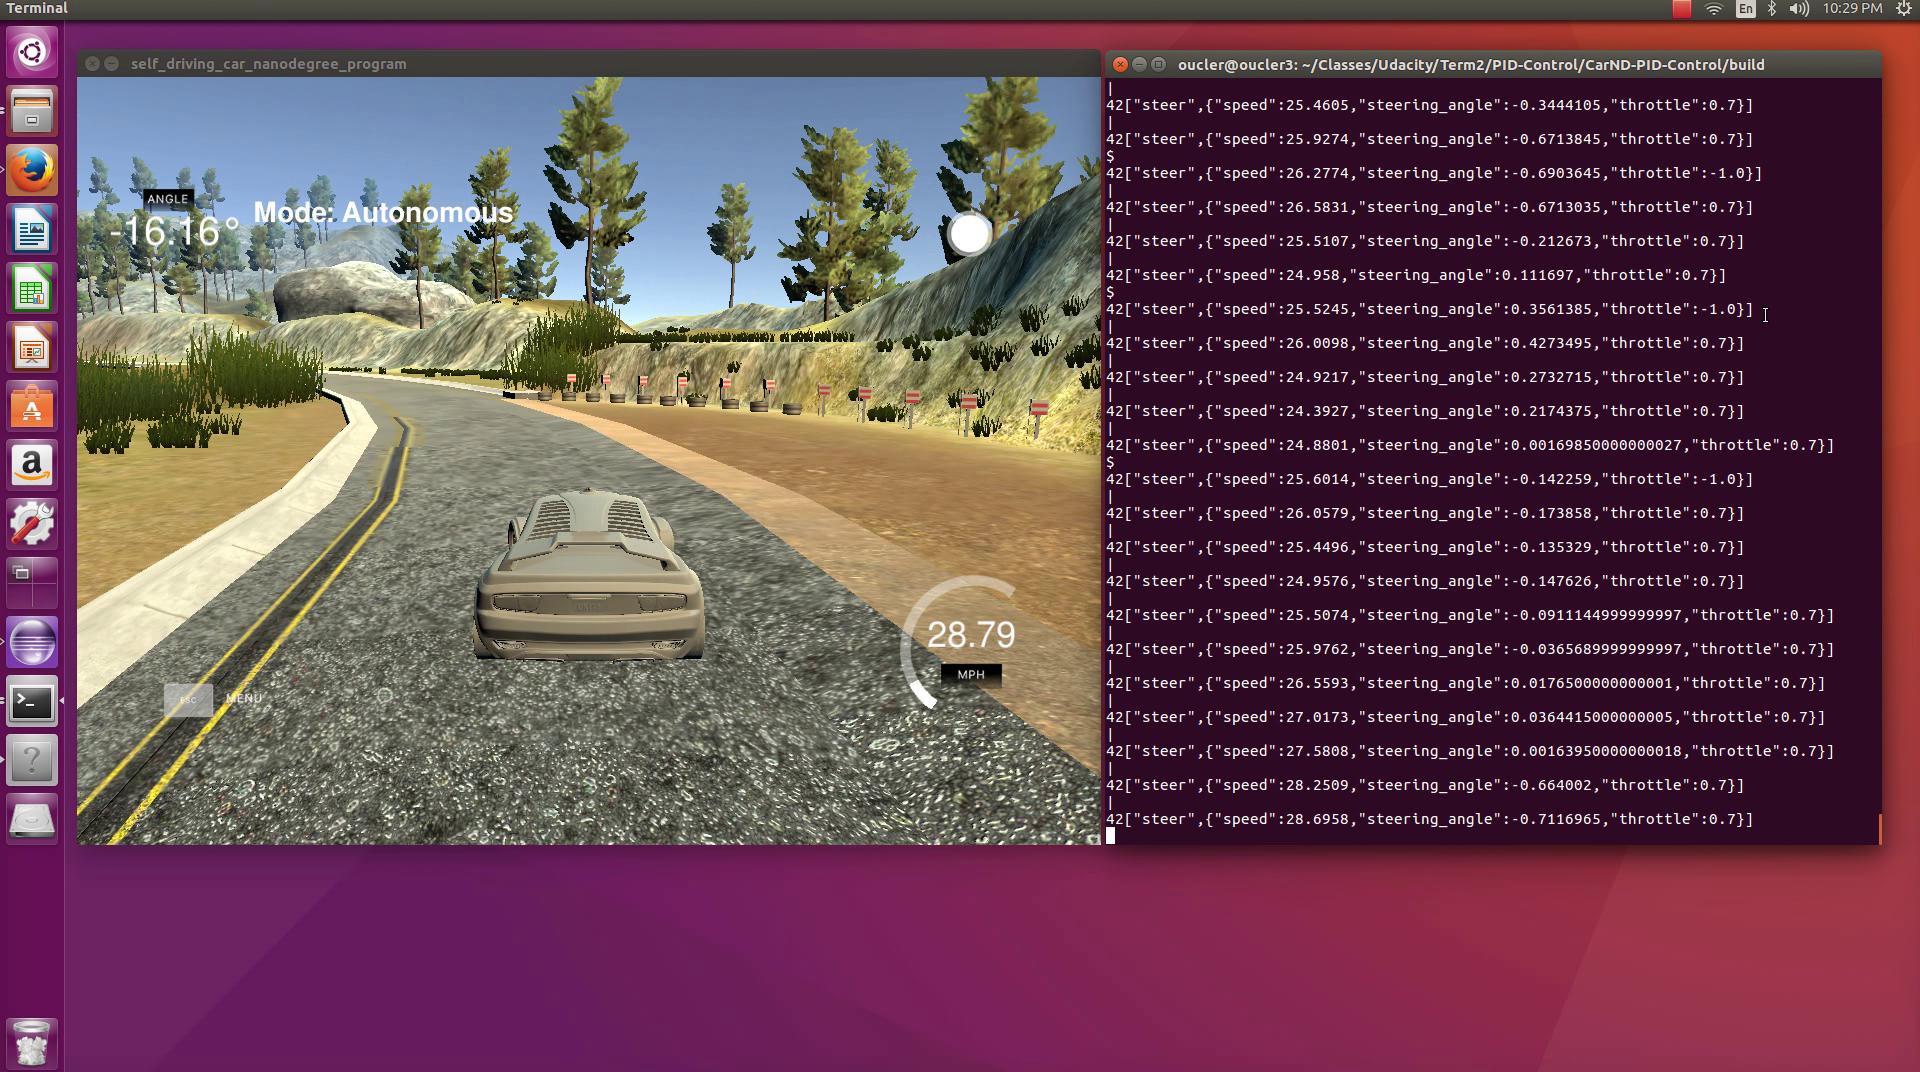 Terminal
En
10:29 PM
self_driving_car_nanodegree_program
ANGLE
-16.16°
Mode: Autonomous
28.79
MPH
ESC
MENU
oucler@oucler3: ~/Classes/Udacity/Term2/PID-Control/CarND-PID-Control/build
|
42["steer",{"speed":25.4605,"steering_angle":-0.3444105,"throttle":0.7}]
|
42["steer",{"speed":25.9274,"steering_angle":-0.6713845,"throttle":0.7}]
$
42["steer",{"speed":26.2774,"steering_angle":-0.6903645,"throttle":-1.0}]
|
42["steer",{"speed":26.5831,"steering_angle":-0.6713035,"throttle":0.7}]
|
42["steer",{"speed":25.5107,"steering_angle":-0.212673,"throttle":0.7}]
|
42["steer",{"speed":24.958,"steering_angle":0.111697,"throttle":0.7}]
$
42["steer",{"speed":25.5245,"steering_angle":0.3561385,"throttle":-1.0}]
|
42["steer",{"speed":26.0098,"steering_angle":0.4273495,"throttle":0.7}]
|
42["steer",{"speed":24.9217,"steering_angle":0.2732715,"throttle":0.7}]
|
42["steer",{"speed":24.3927,"steering_angle":0.2174375,"throttle":0.7}]
|
42["steer",{"speed":24.8801,"steering_angle":0.00169850000000027,"throttle":0.7}]
$
42["steer",{"speed":25.6014,"steering_angle":-0.142259,"throttle":-1.0}]
|
42["steer",{"speed":26.0579,"steering_angle":-0.173858,"throttle":0.7}]
|
42["steer",{"speed":25.4496,"steering_angle":-0.135329,"throttle":0.7}]
|
42["steer",{"speed":24.9576,"steering_angle":-0.147626,"throttle":0.7}]
|
42["steer",{"speed":25.5074,"steering_angle":-0.0911144999999997,"throttle":0.7}]
|
42["steer",{"speed":25.9762,"steering_angle":-0.0365689999999997,"throttle":0.7}]
|
42["steer",{"speed":26.5593,"steering_angle":0.0176500000000001,"throttle":0.7}]
|
42["steer",{"speed":27.0173,"steering_angle":0.0364415000000005,"throttle":0.7}]
|
42["steer",{"speed":27.5808,"steering_angle":0.00163950000000018,"throttle":0.7}]
|
42["steer",{"speed":28.2509,"steering_angle":-0.664002,"throttle":0.7}]
|
42["steer",{"speed":28.6958,"steering_angle":-0.7116965,"throttle":0.7}]